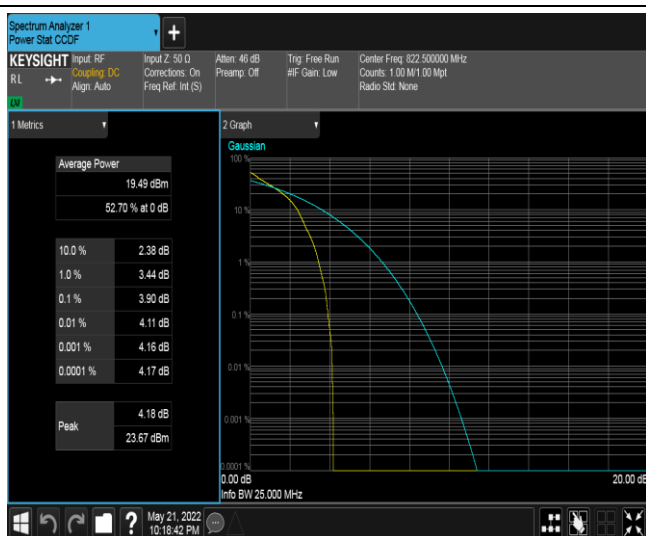 Spectrum Analyzer 1
Power Stat CCDF
KEYSIGHT
RL
Input: RF
Coupling: DC
Align: Auto
Input Z: 50 Ω
Corrections: On
Freq Ref: Int (S)
Atten: 46 dB
Preamp: Off
Trig: Free Run
#IF Gain: Low
Center Freq: 822.500000 MHz
Counts: 1.00 M/1.00 Mpt
Radio Std: None
1 Metrics
Average Power
19.49 dBm
52.70 % at 0 dB
10.0 % 2.38 dB
1.0 % 3.44 dB
0.1 % 3.90 dB
0.01 % 4.11 dB
0.001 % 4.16 dB
0.0001 % 4.17 dB
Peak
4.18 dB
23.67 dBm
2 Graph
Gaussian
100 %
10 %
1 %
0.1 %
0.01 %
0.001 %
0.0001 %
0.00 dB
20.00 dB
Info BW 25.000 MHz
May 21, 2022
10:18:42 PM